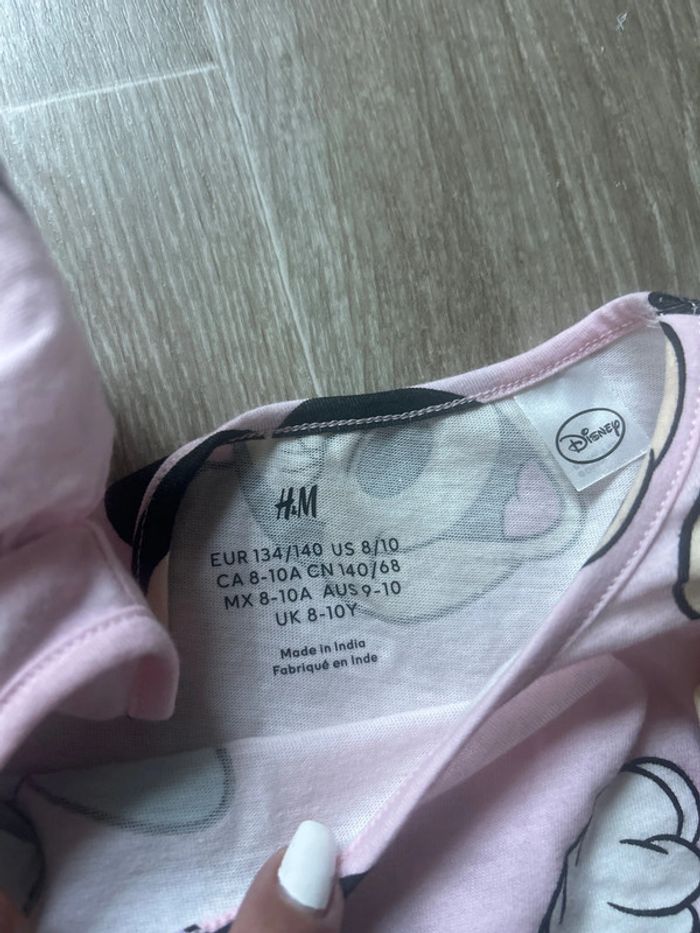 Disney
H&M
EUR 134/140 US 8/10
CA 8-10A CN 140/68
MX 8-10A AUS 9-10
UK 8-10Y
Made in India
Fabriqué en Inde